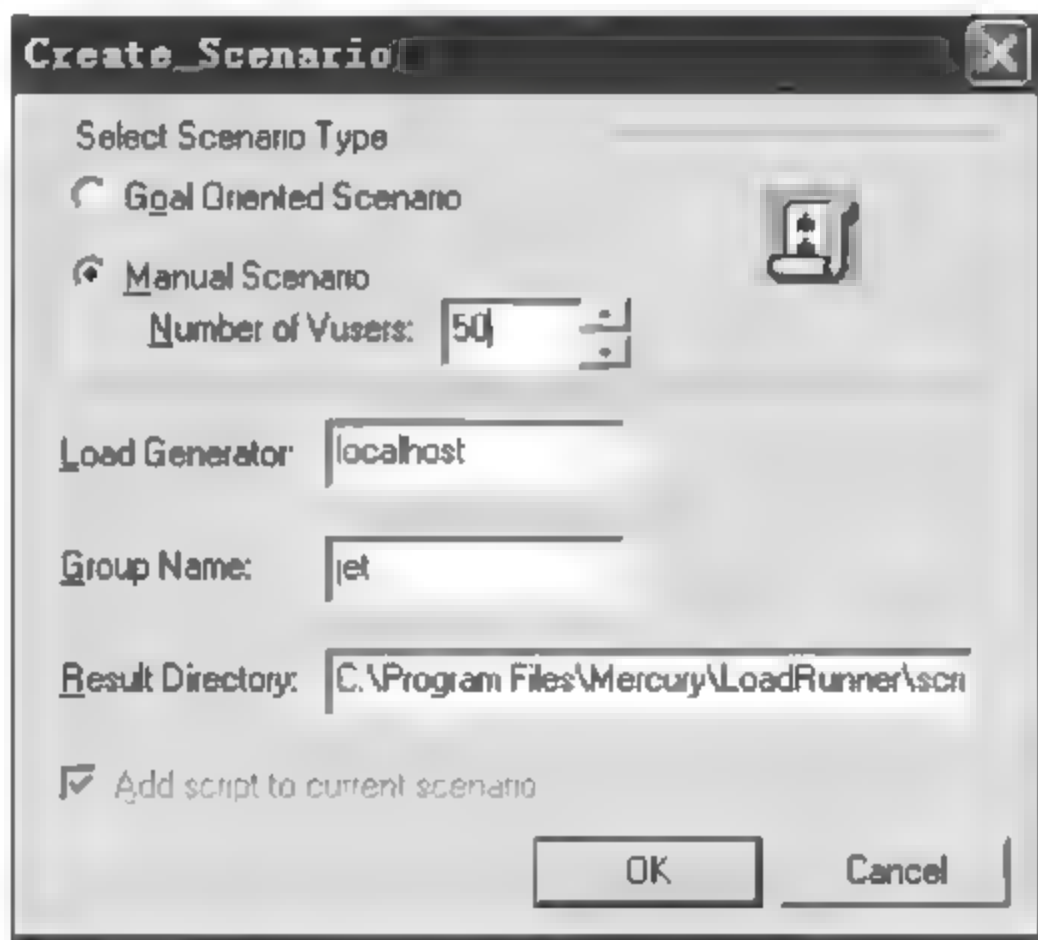 Create_Scenario
Select Scenario Type
Goal Oriented Scenario
Manual Scenario
Number of Vusers: 50
Load Generator localhost
Group Name: jet
Result Directory: C:\Program Files\Mercury\LoadRunner\scri
Add script to current scenario
OK Cancel